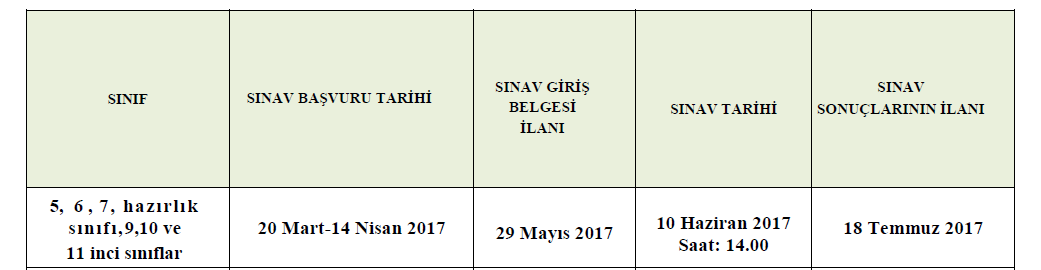 SINIF
SINAV BAŞVURU TARİHİ
SINAV GİRİŞ
BELGESİ
İLANI
SINAV TARİHİ
SINAV
SONUÇLARININ İLANI
5, 6, 7, hazırlık
sınıfı,9,10 ve
11 inci sınıflar
20 Mart-14 Nisan 2017
29 Mayıs 2017
10 Haziran 2017
Saat: 14.00
18 Temmuz 2017